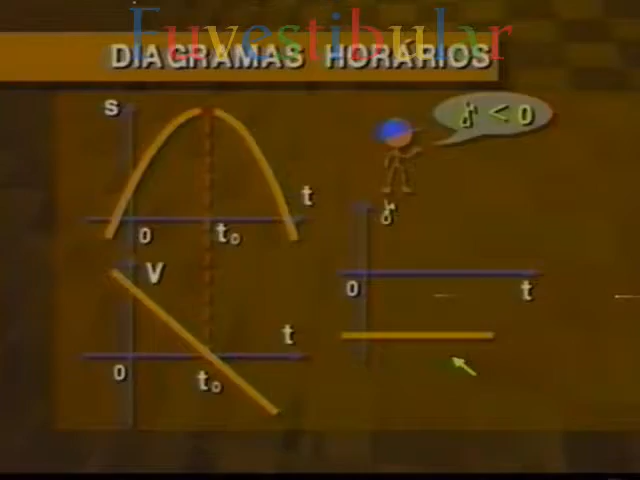 Fuvestibular
DIAGRAMAS HORÁRIOS
s
γ < 0
t
γ
0
t₀
V
0
t
t
0
t₀